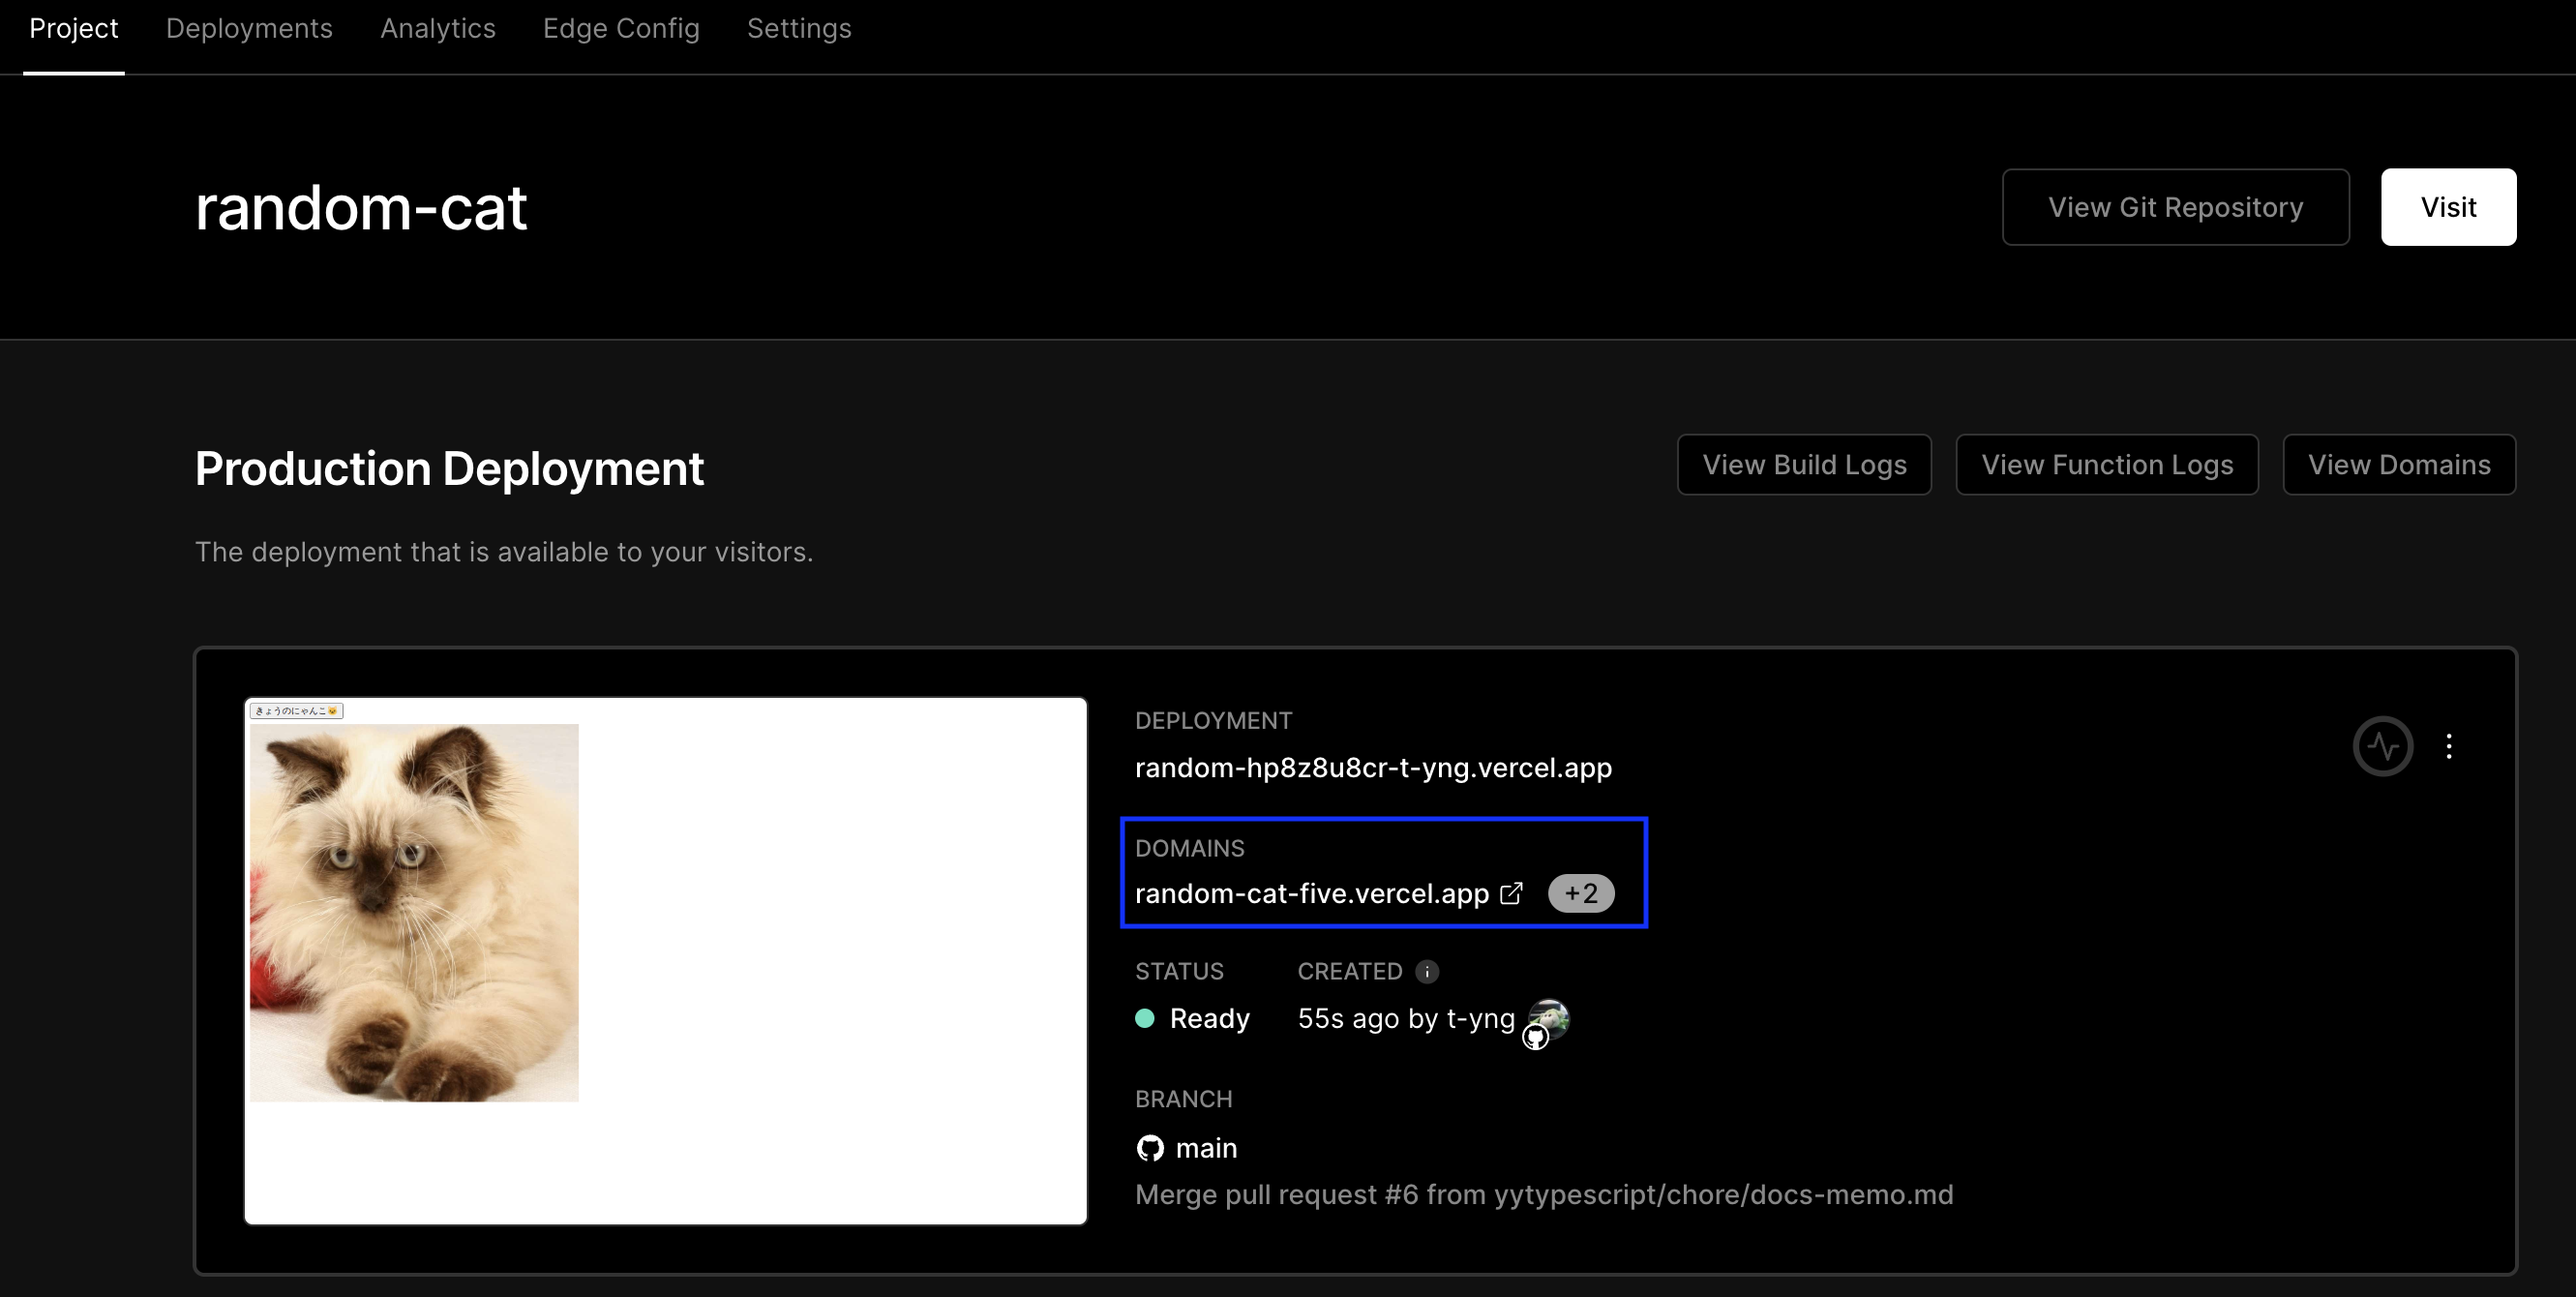 Project Deployments Analytics Edge Config Settings
random-cat
View Git Repository Visit
Production Deployment
View Build Logs View Function Logs View Domains
The deployment that is available to your visitors.
きょうのにゃんこ🐱
DEPLOYMENT
random-hp8z8u8cr-t-yng.vercel.app
DOMAINS
random-cat-five.vercel.app +2
STATUS CREATED
Ready 55s ago by t-yng
BRANCH
main
Merge pull request #6 from yytypescript/chore/docs-memo.md